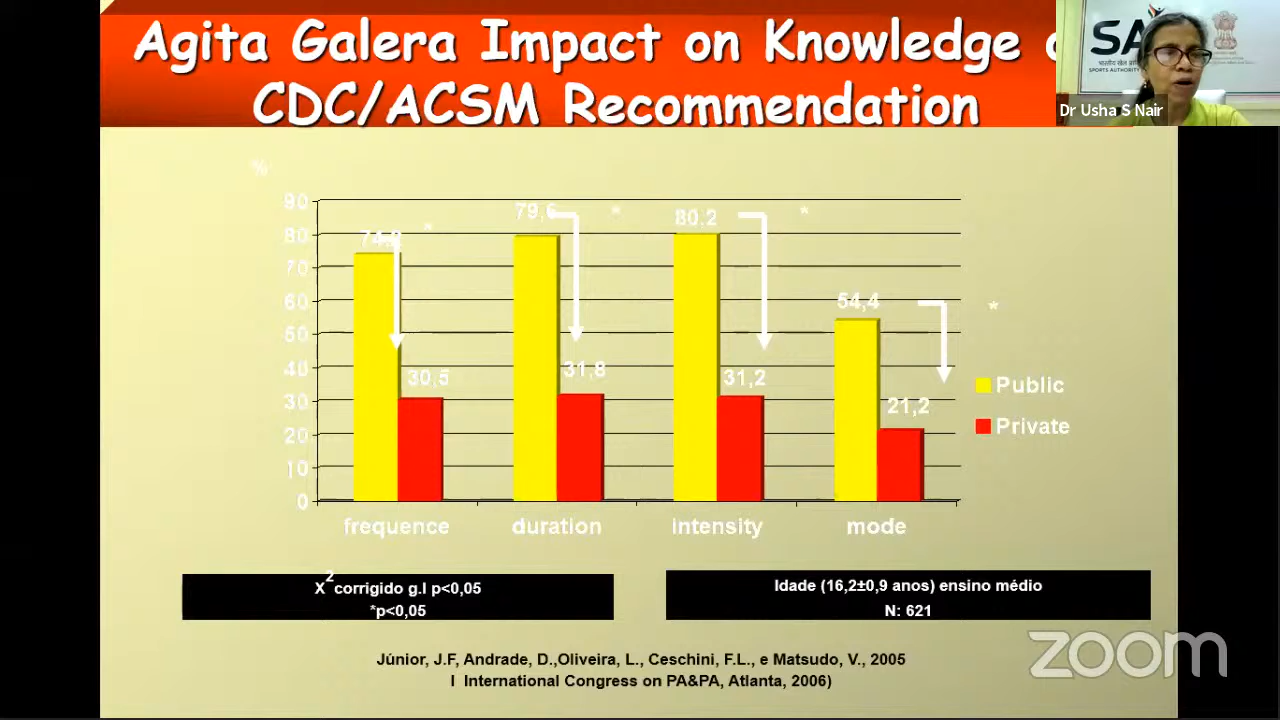 Agita Galera Impact on Knowledge
CDC/ACSM Recommendation
SA
SPORTS AUTHORITY
Dr Usha S Nair
%
90
80
70
60
50
40
30
20
10
0
*
79,6
*
80.2
*
54,4
*
30,5
31,8
31,2
21,2
Public
Private
frequence
duration
intensity
mode
X2 corrigido g.l p<0,05
*p<0,05
Idade (16,2±0,9 anos) ensino médio
N: 621
Júnior, J.F, Andrade, D.,Oliveira, L., Ceschini, F.L., e Matsudo, V., 2005
I International Congress on PA&PA, Atlanta, 2006)
zoom